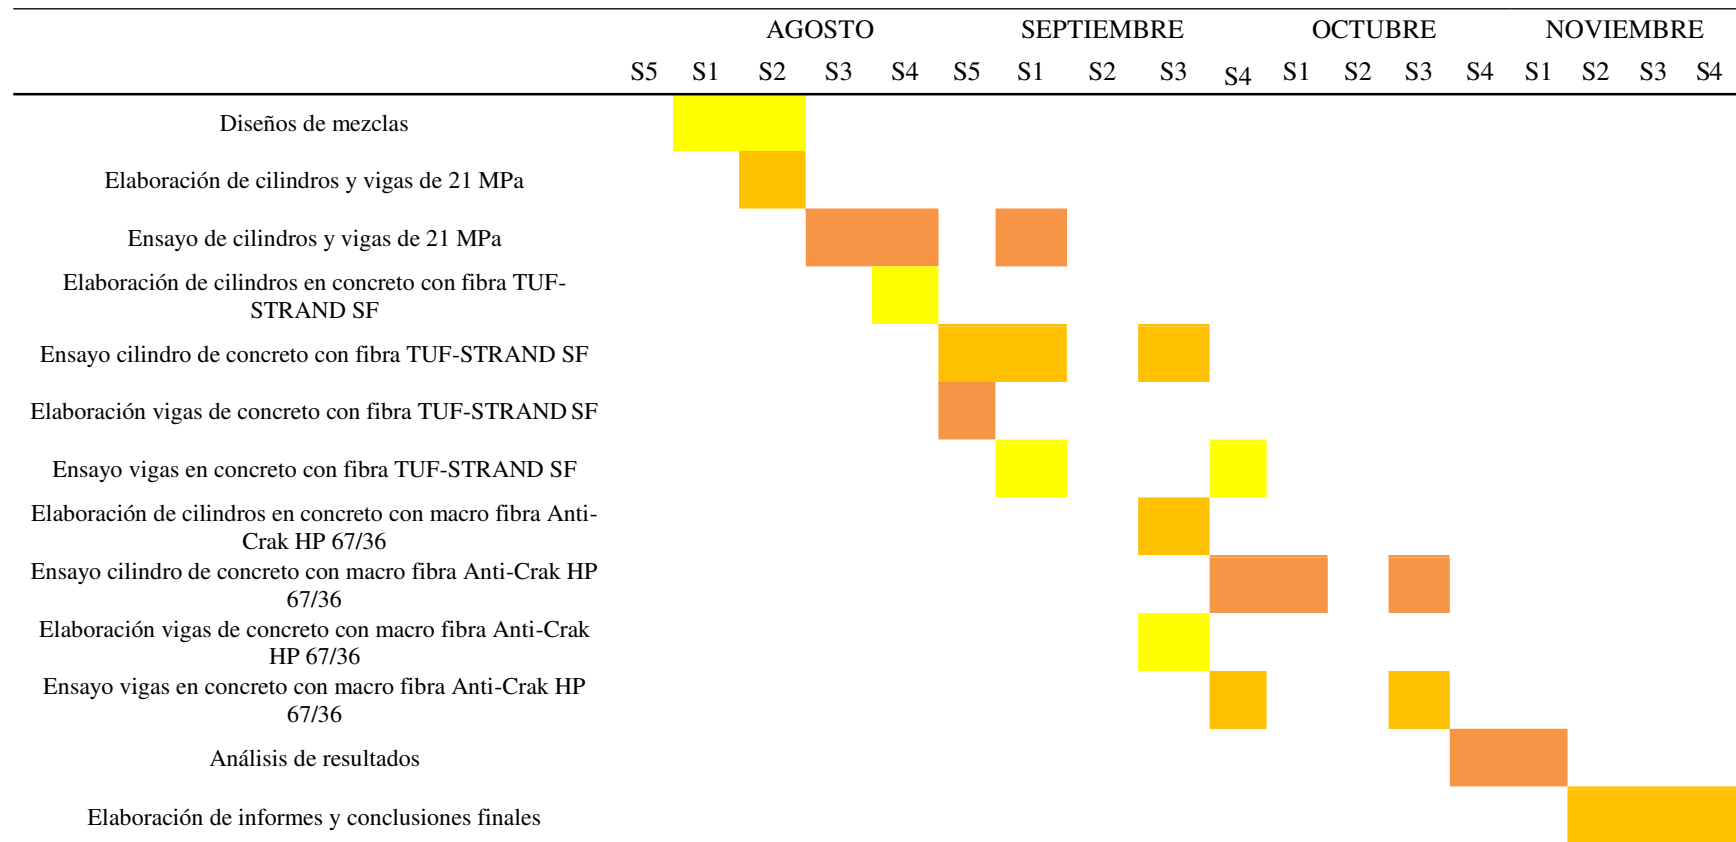 AGOSTO SEPTIEMBRE OCTUBRE NOVIEMBRE
S5 S1 S2 S3 S4 S5 S1 S2 S3 S4 S1 S2 S3 S4 S1 S2 S3 S4
Diseños de mezclas
Elaboración de cilindros y vigas de 21 MPa
Ensayo de cilindros y vigas de 21 MPa
Elaboración de cilindros en concreto con fibra TUF-
STRAND SF
Ensayo cilindro de concreto con fibra TUF-STRAND SF
Elaboración vigas de concreto con fibra TUF-STRAND SF
Ensayo vigas en concreto con fibra TUF-STRAND SF
Elaboración de cilindros en concreto con macro fibra Anti-
Crak HP 67/36
Ensayo cilindro de concreto con macro fibra Anti-Crak HP
67/36
Elaboración vigas de concreto con macro fibra Anti-Crak
HP 67/36
Ensayo vigas en concreto con macro fibra Anti-Crak HP
67/36
Análisis de resultados
Elaboración de informes y conclusiones finales